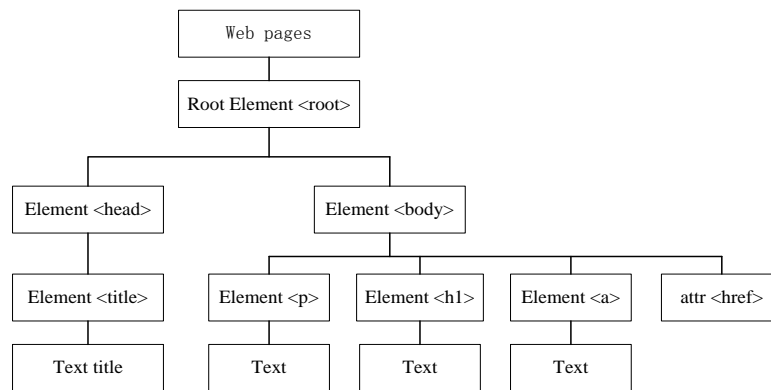 Web pages
Root Element <root>
Element <head>
Element <body>
Element <title>
Element <p>
Element <h1>
Element <a>
attr <href>
Text title
Text
Text
Text